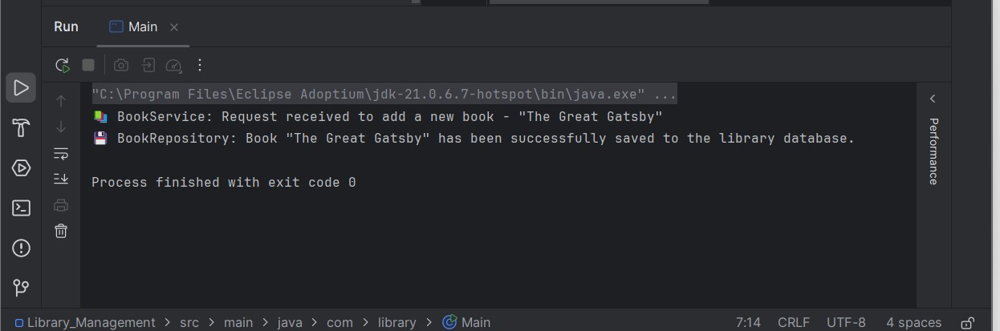 Run Main
"C:\Program Files\Eclipse Adoptium\jdk-21.0.6.7-hotspot\bin\java.exe" ...
📚 BookService: Request received to add a new book - "The Great Gatsby"
💾 BookRepository: Book "The Great Gatsby" has been successfully saved to the library database.
Process finished with exit code 0
Performance
Library_Management > src > main > java > com > library > Main 7:14 CRLF UTF-8 4 spaces